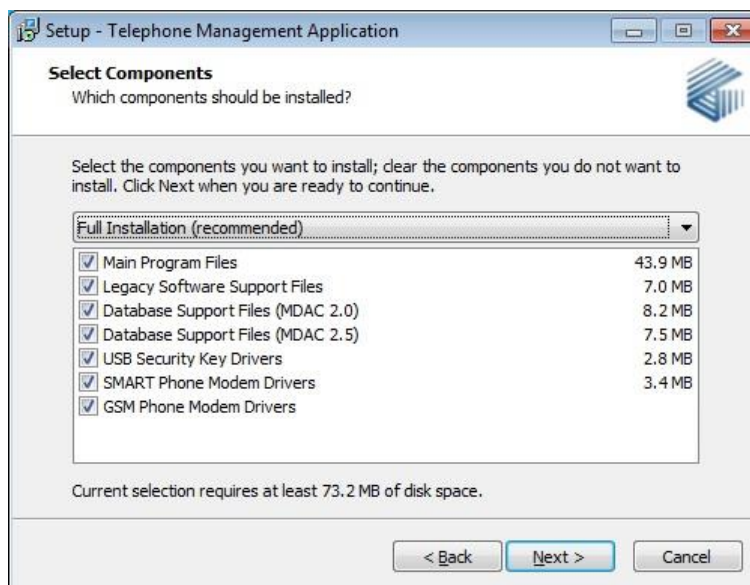 Setup - Telephone Management Application
Select Components
Which components should be installed?
Select the components you want to install; clear the components you do not want to
install. Click Next when you are ready to continue.
Full Installation (recommended)
Main Program Files 43.9 MB
Legacy Software Support Files 7.0 MB
Database Support Files (MDAC 2.0) 8.2 MB
Database Support Files (MDAC 2.5) 7.5 MB
USB Security Key Drivers 2.8 MB
SMART Phone Modem Drivers 3.4 MB
GSM Phone Modem Drivers
Current selection requires at least 73.2 MB of disk space.
< Back Next > Cancel